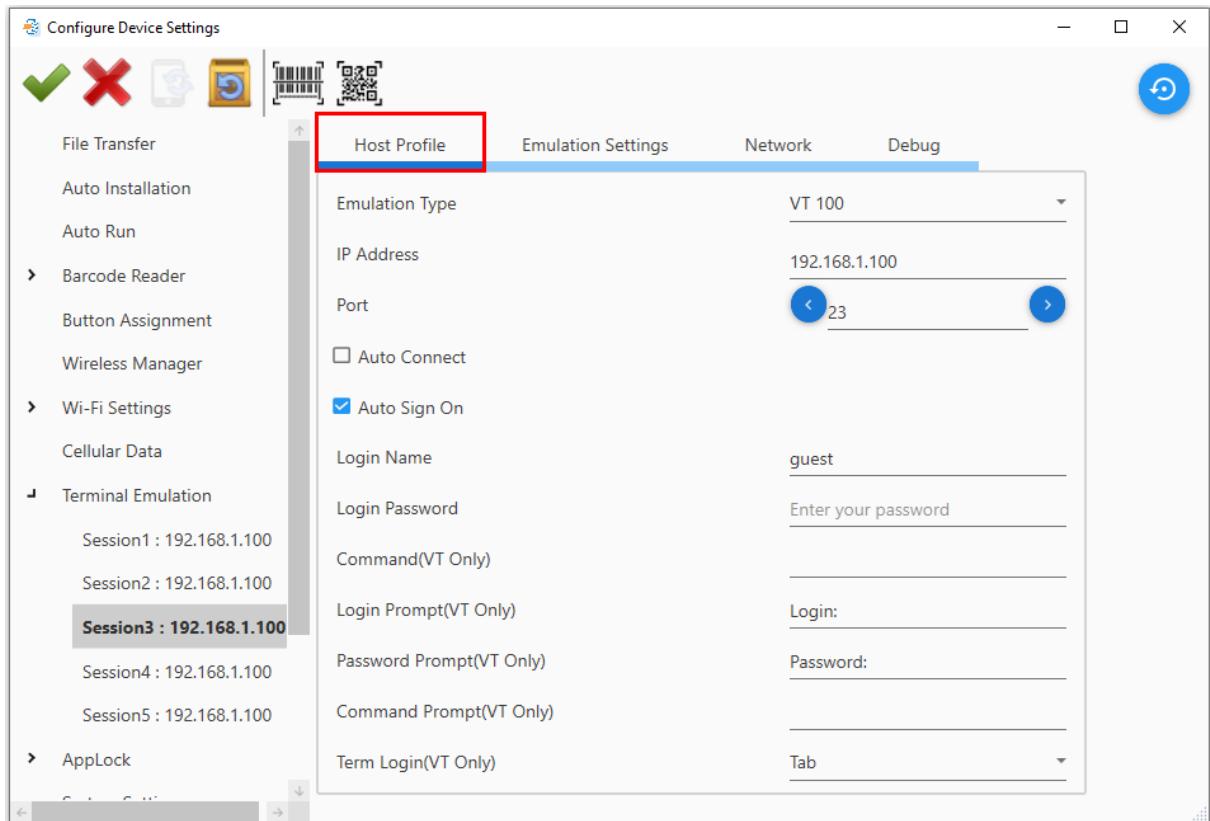 Configure Device Settings
File Transfer
Auto Installation
Auto Run
Barcode Reader
Button Assignment
Wireless Manager
Wi-Fi Settings
Cellular Data
Terminal Emulation
Session1 : 192.168.1.100
Session2 : 192.168.1.100
Session3 : 192.168.1.100
Session4 : 192.168.1.100
Session5 : 192.168.1.100
AppLock
Host Profile Emulation Settings Network Debug
Emulation Type VT 100
IP Address 192.168.1.100
Port 23
Auto Connect
Auto Sign On
Login Name guest
Login Password Enter your password
Command(VT Only)
Login Prompt(VT Only) Login:
Password Prompt(VT Only) Password:
Command Prompt(VT Only)
Term Login(VT Only) Tab